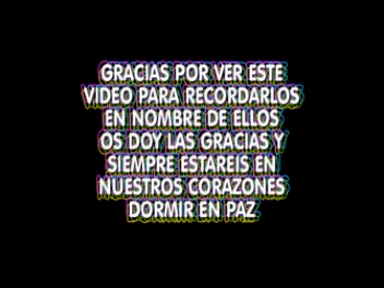 GRACIAS POR VER ESTE
VIDEO PARA RECORDARLOS
EN NOMBRE DE ELLOS
OS DOY LAS GRACIAS Y
SIEMPRE ESTAREIS EN
NUESTROS CORAZONES
DORMIR EN PAZ